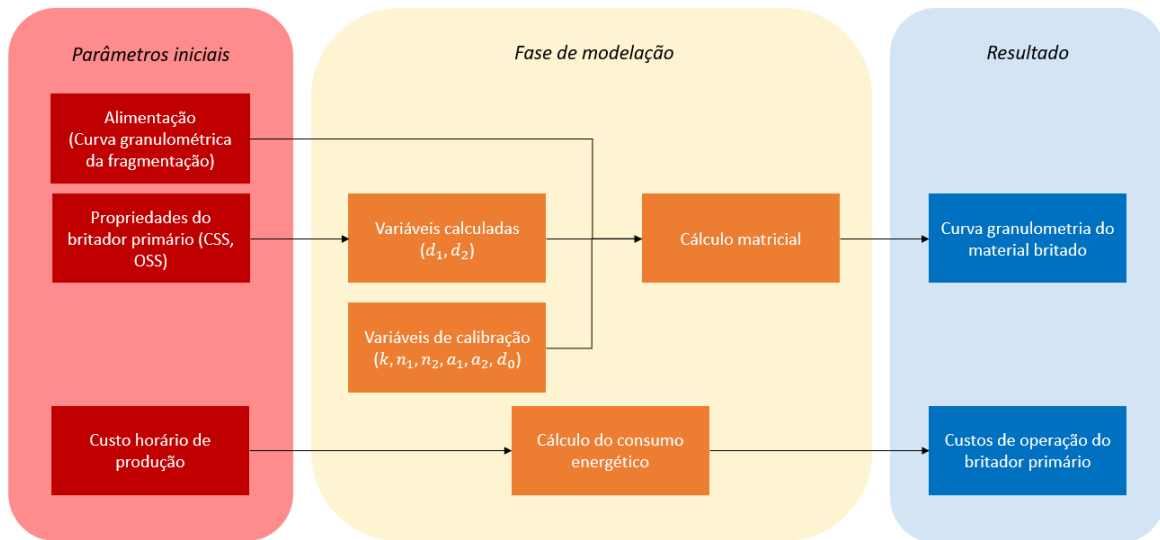 Parâmetros iniciais
Fase de modelação
Resultado
Alimentação
(Curva granulométrica
da fragmentação)
Propriedades do
britador primário (CSS,
OSS)
Variáveis calculadas
(d₁, d₂)
Cálculo matricial
Curva granulometria do
material britado
Variáveis de calibração
(k, n₁, n₂, a₁, a₂, d₀)
Custo horário de
produção
Cálculo do consumo
energético
Custos de operação do
britador primário